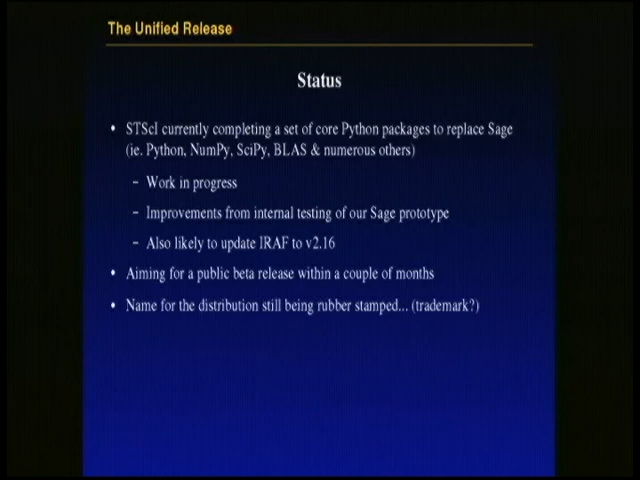 The Unified Release
Status
• STScI currently completing a set of core Python packages to replace Sage
(ie. Python, NumPy, SciPy, BLAS & numerous others)
– Work in progress
– Improvements from internal testing of our Sage prototype
– Also likely to update IRAF to v2.16
• Aiming for a public beta release within a couple of months
• Name for the distribution still being rubber stamped... (trademark?)